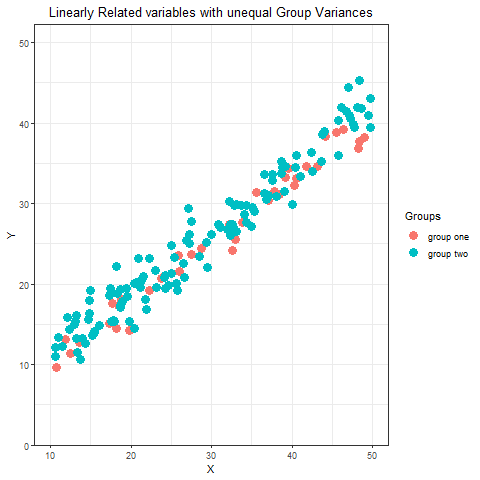 Linearly Related variables with unequal Group Variances
50
40
30
20
10
0
Y
10 20 30 40 50
X
Groups
group one
group two